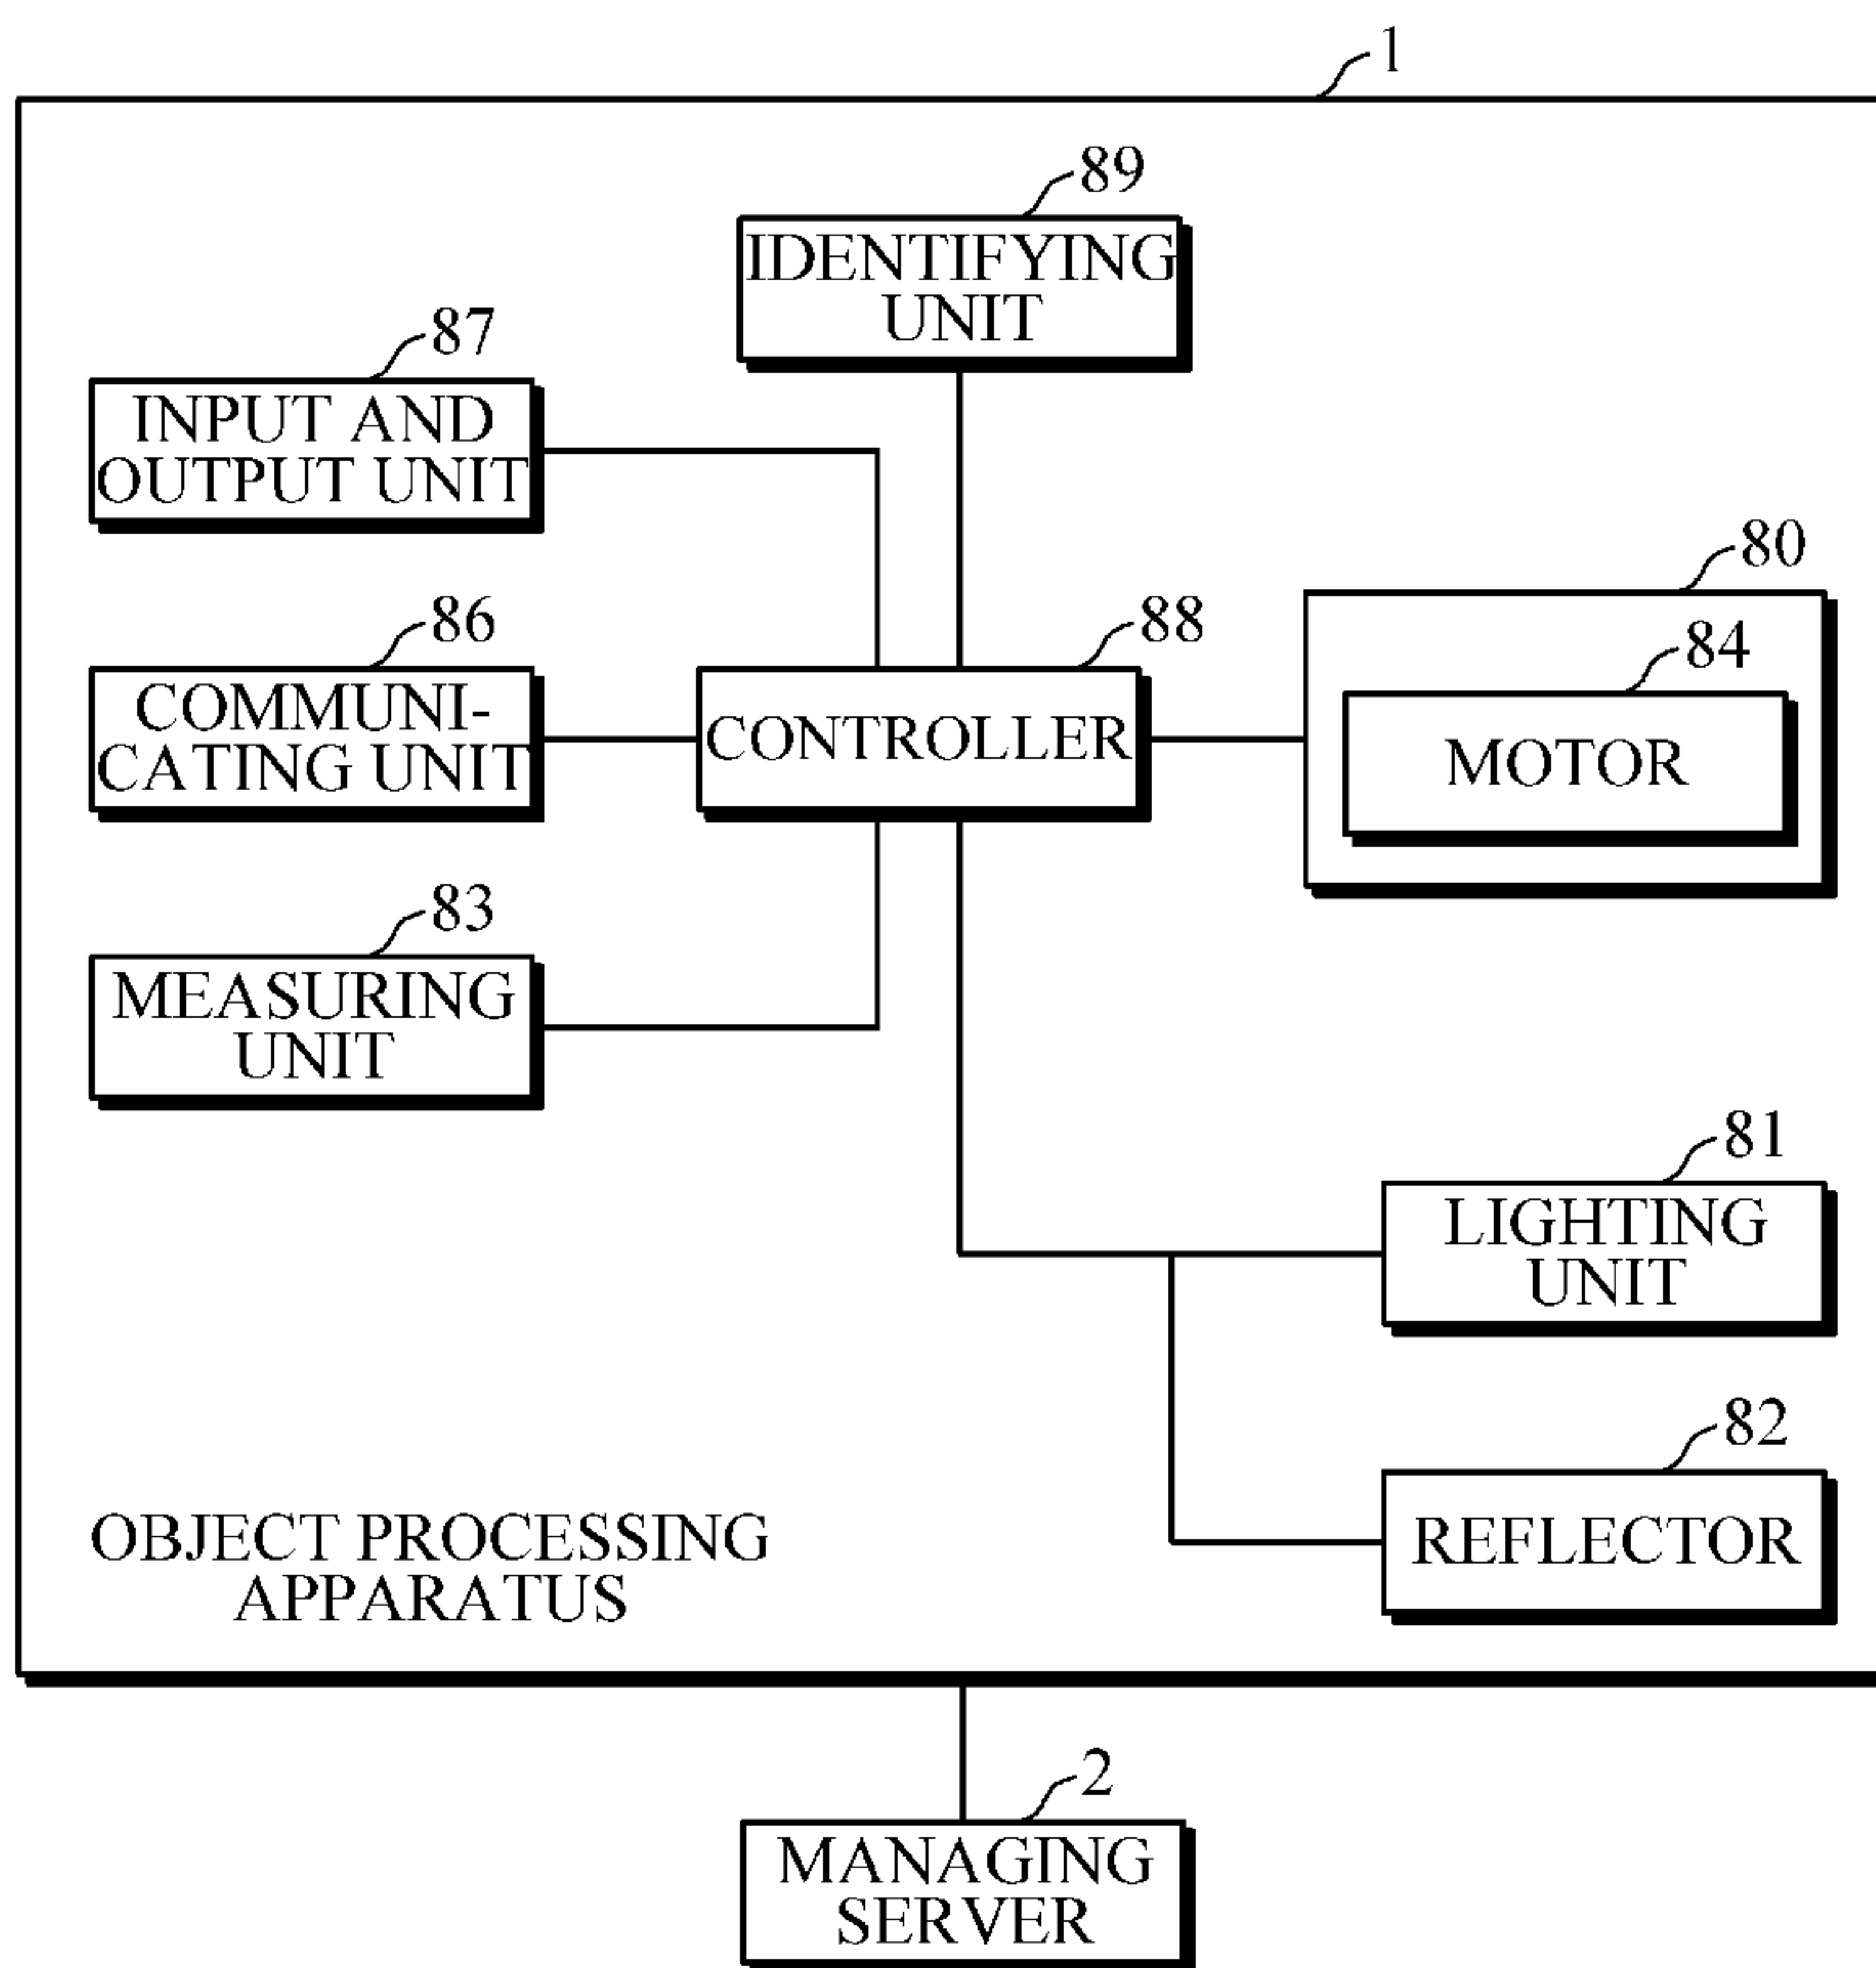 1
89
IDENTIFYING
UNIT
87
INPUT AND
OUTPUT UNIT
80
86
88
84
COMMUNI-
CATING UNIT
CONTROLLER
MOTOR
83
MEASURING
UNIT
81
LIGHTING
UNIT
82
REFLECTOR
OBJECT PROCESSING
APPARATUS
2
MANAGING
SERVER